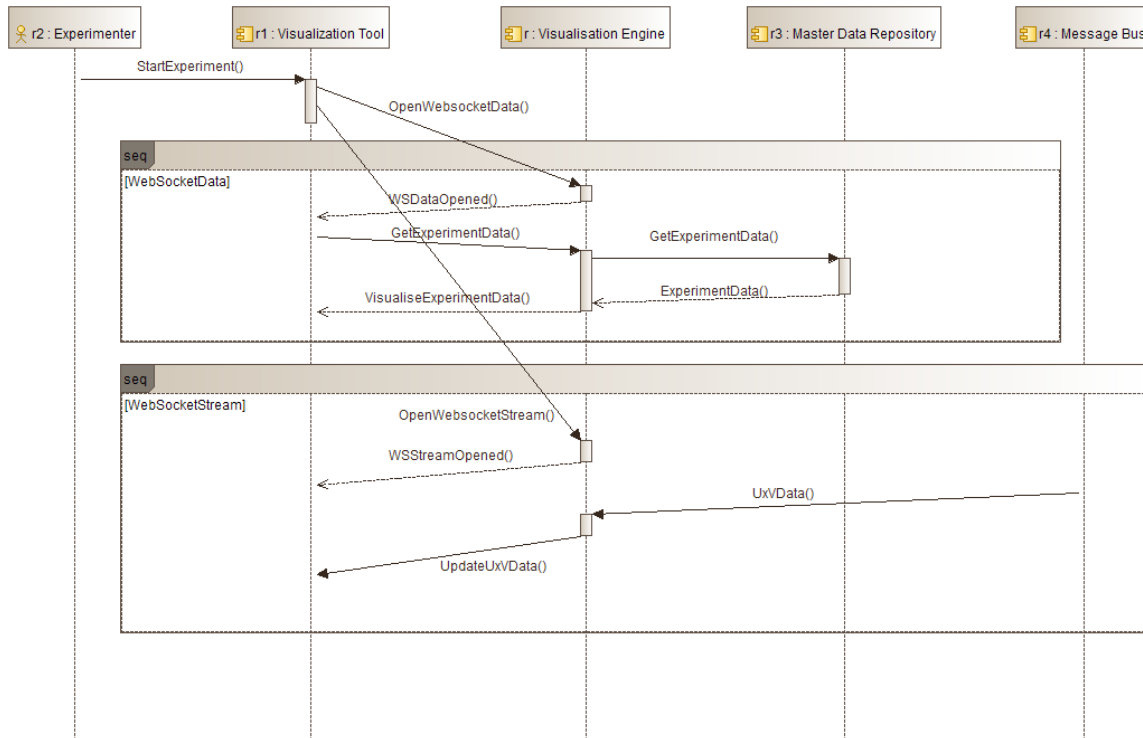 r2 : Experimenter
r1 : Visualization Tool
r : Visualisation Engine
r3 : Master Data Repository
r4 : Message Bus
StartExperiment()
OpenWebsocketData()
seq
[WebSocketData]
WSDataOpened()
GetExperimentData()
GetExperimentData()
ExperimentData()
VisualiseExperimentData()
seq
[WebSocketStream]
OpenWebsocketStream()
WSStreamOpened()
UxVData()
UpdateUxVData()